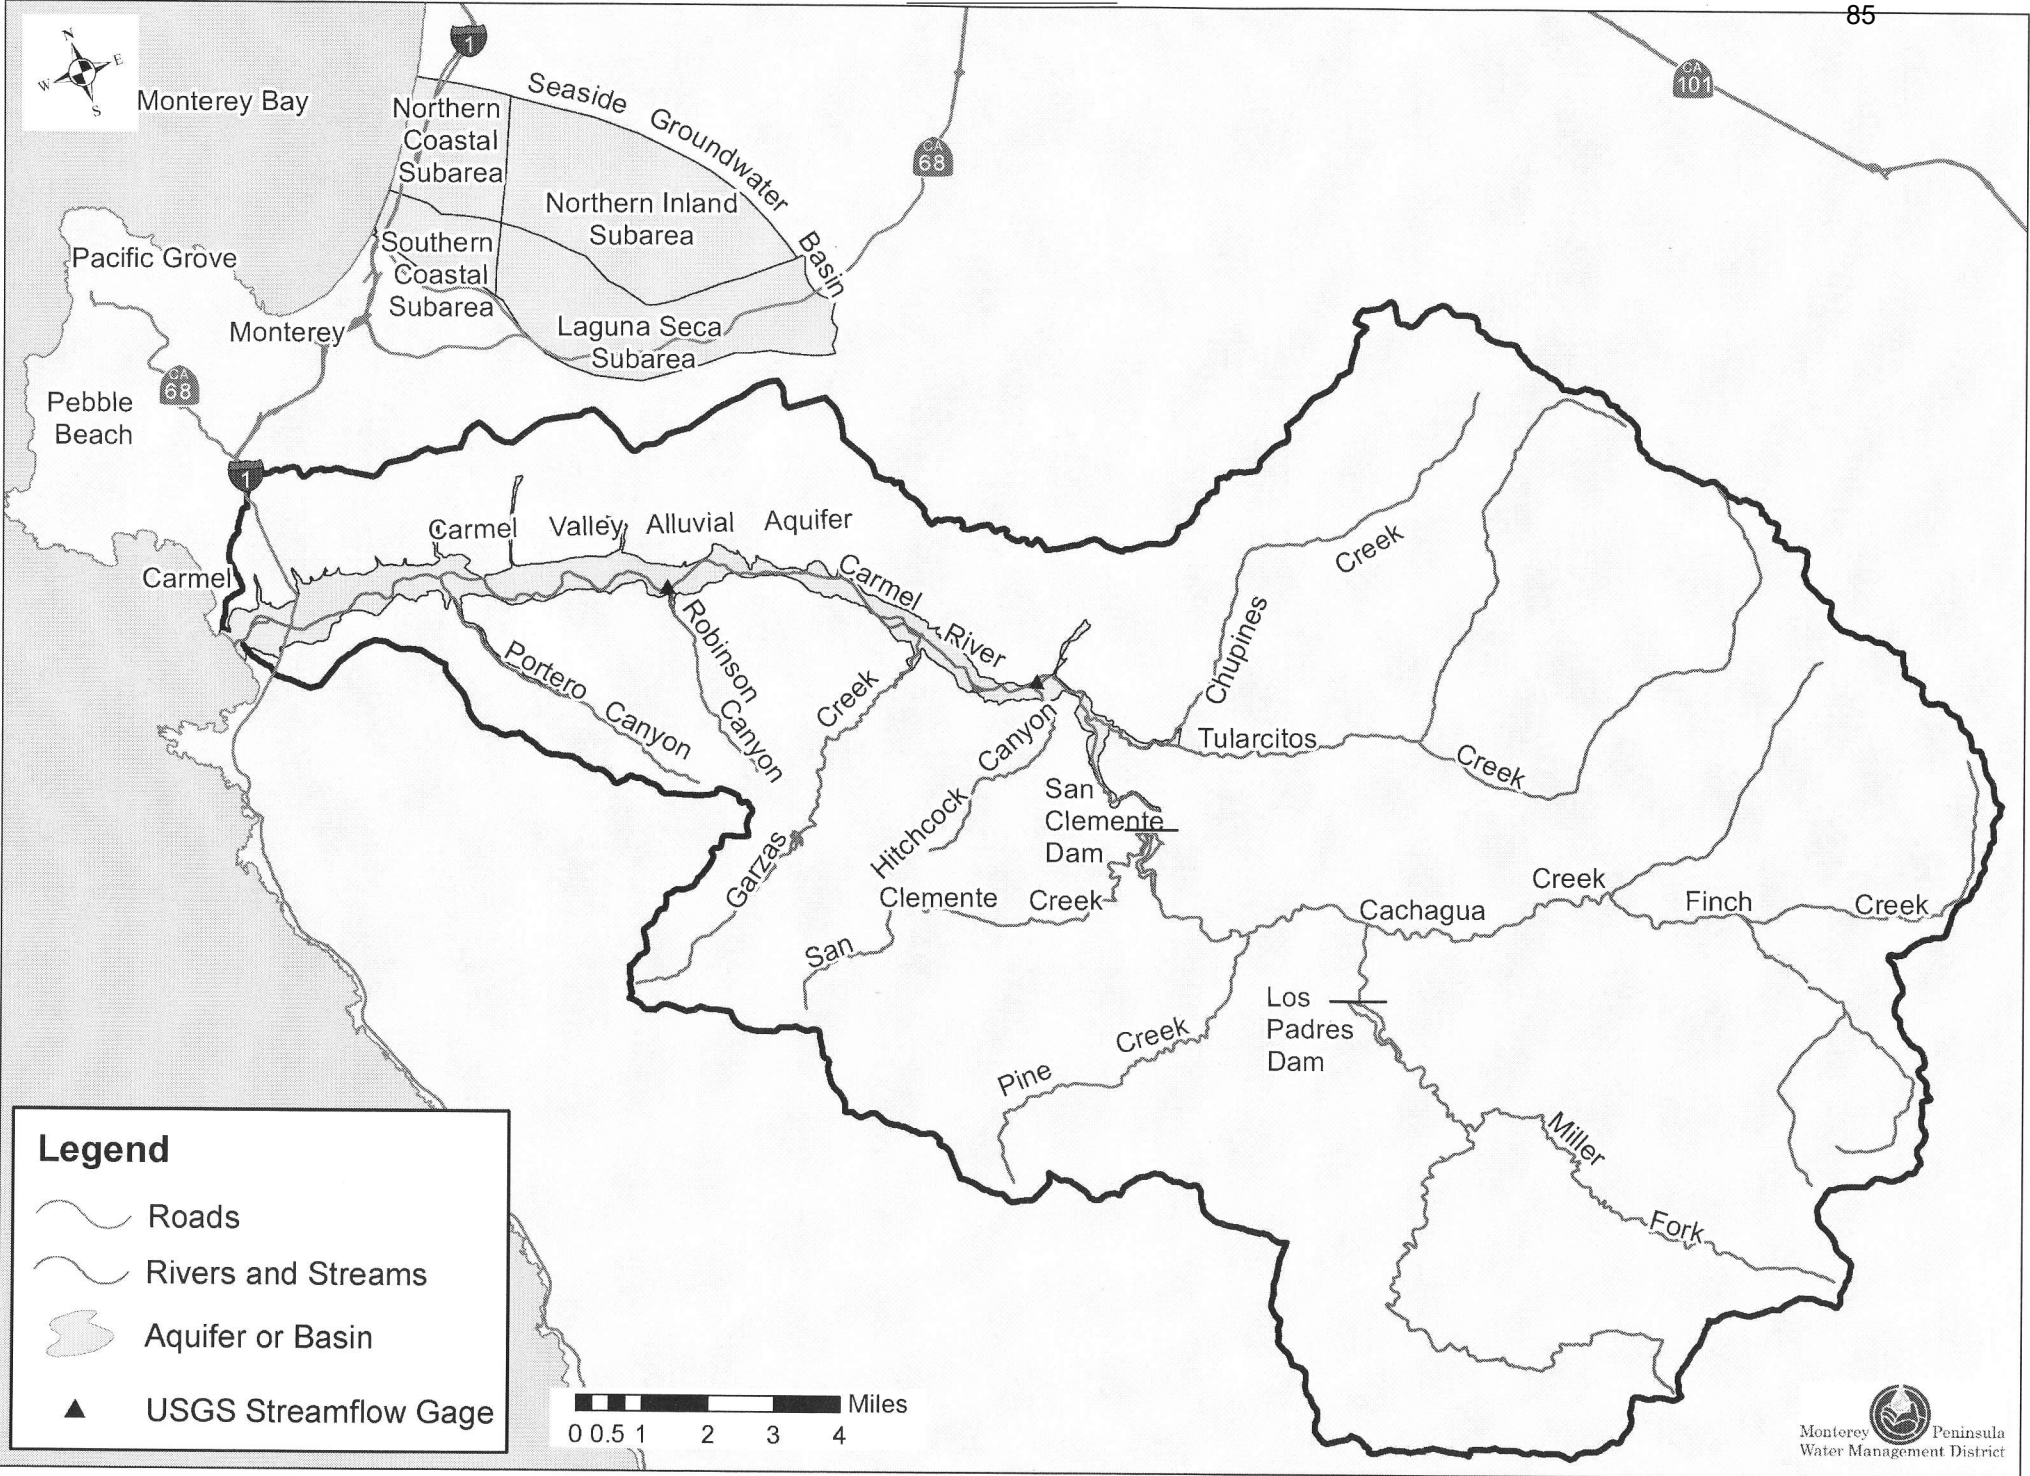 85
N
E
W
S
Monterey Bay
1
Seaside Groundwater Basin
CA
101
CA
68
Northern
Coastal
Subarea
Northern Inland
Subarea
Southern
Coastal
Subarea
Laguna Seca
Subarea
Pacific Grove
Monterey
CA
68
Pebble
Beach
1
Carmel Valley Alluvial Aquifer
Carmel
Carmel River
Portero Canyon
Robinson Canyon
Garzas Creek
Hitchcock Canyon
Chupines Creek
Tularcitos Creek
San
Clemente
Dam
San Clemente Creek
Cachagua Creek
Finch Creek
Pine Creek
Los
Padres
Dam
Miller Fork
Legend
Roads
Rivers and Streams
Aquifer or Basin
USGS Streamflow Gage
Miles
0 0.5 1 2 3 4
Monterey Peninsula
Water Management District